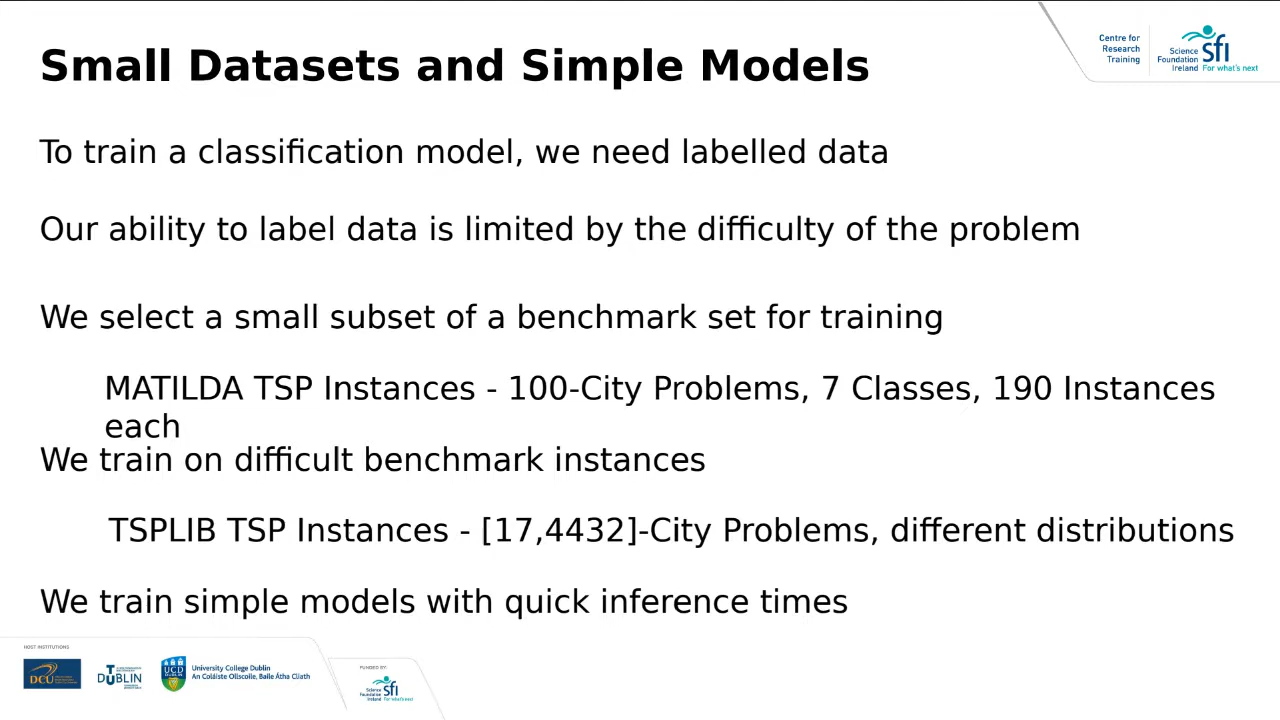 Small Datasets and Simple Models
Centre for
Research
Training
Science
Foundation
Ireland
sfi
For what's next
To train a classification model, we need labelled data
Our ability to label data is limited by the difficulty of the problem
We select a small subset of a benchmark set for training
MATILDA TSP Instances - 100-City Problems, 7 Classes, 190 Instances
each
We train on difficult benchmark instances
TSPLIB TSP Instances - [17,4432]-City Problems, different distributions
We train simple models with quick inference times
HOST INSTITUTIONS
DCU
DUBLIN
UCD
DUBLIN
University College Dublin
An Coláiste Ollscoile, Baile Átha Cliath
FUNDED BY:
Science
Foundation
Ireland
sfi
For what's next